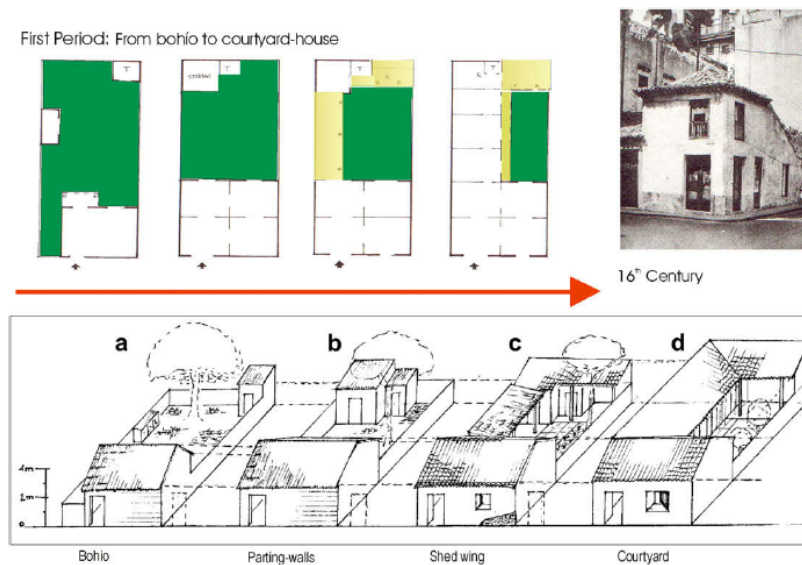 First Period: From bohío to courtyard-house
16th Century
a b c d
4m
2m
0
Bohio Parting-walls Shed wing Courtyard